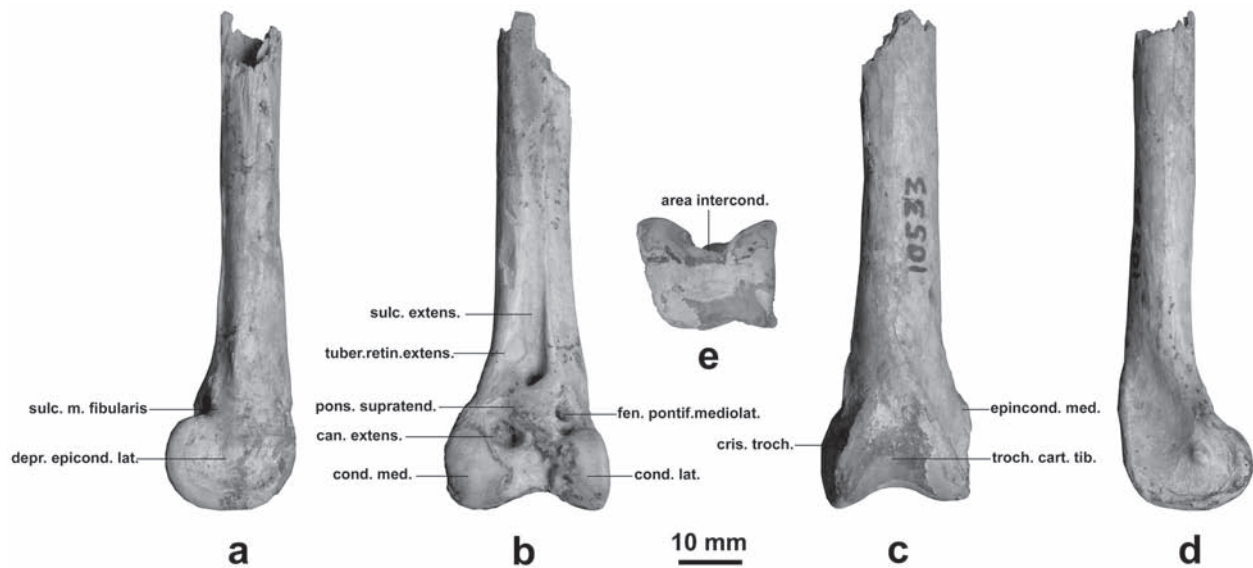 area intercond.
10533
sulc. extens.
tuber.retin.extens.
e
sulc. m. fibularis
pons. supratend.
fen. pontif.mediolat.
epincond. med.
can. extens.
cris. troch.
depr. epicond. lat.
troch. cart. tib.
cond. med.
cond. lat.
a
b
10 mm
c
d